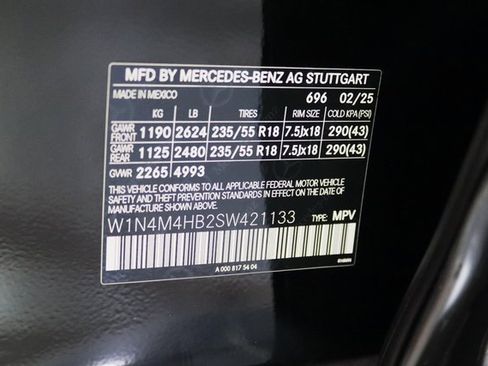 MFD BY MERCEDES-BENZ AG STUTTGART
MADE IN MEXICO 696 02/25
KG LB TIRES RIM SIZE COLD KPA(PSI)
GAWR FRONT 1190 2624 235/55 R18 7.5Jx18 290(43)
GAWR REAR 1125 2480 235/55 R18 7.5Jx18 290(43)
GVWR 2265 4993
THIS VEHICLE CONFORMS TO ALL APPLICABLE FEDERAL MOTOR VEHICLE
SAFETY STANDARDS IN EFFECT ON THE DATE OF MANUFACTURE SHOWN ABOVE.
W1N4M4HB2SW421133 TYPE: MPV
A 000 817 54 04